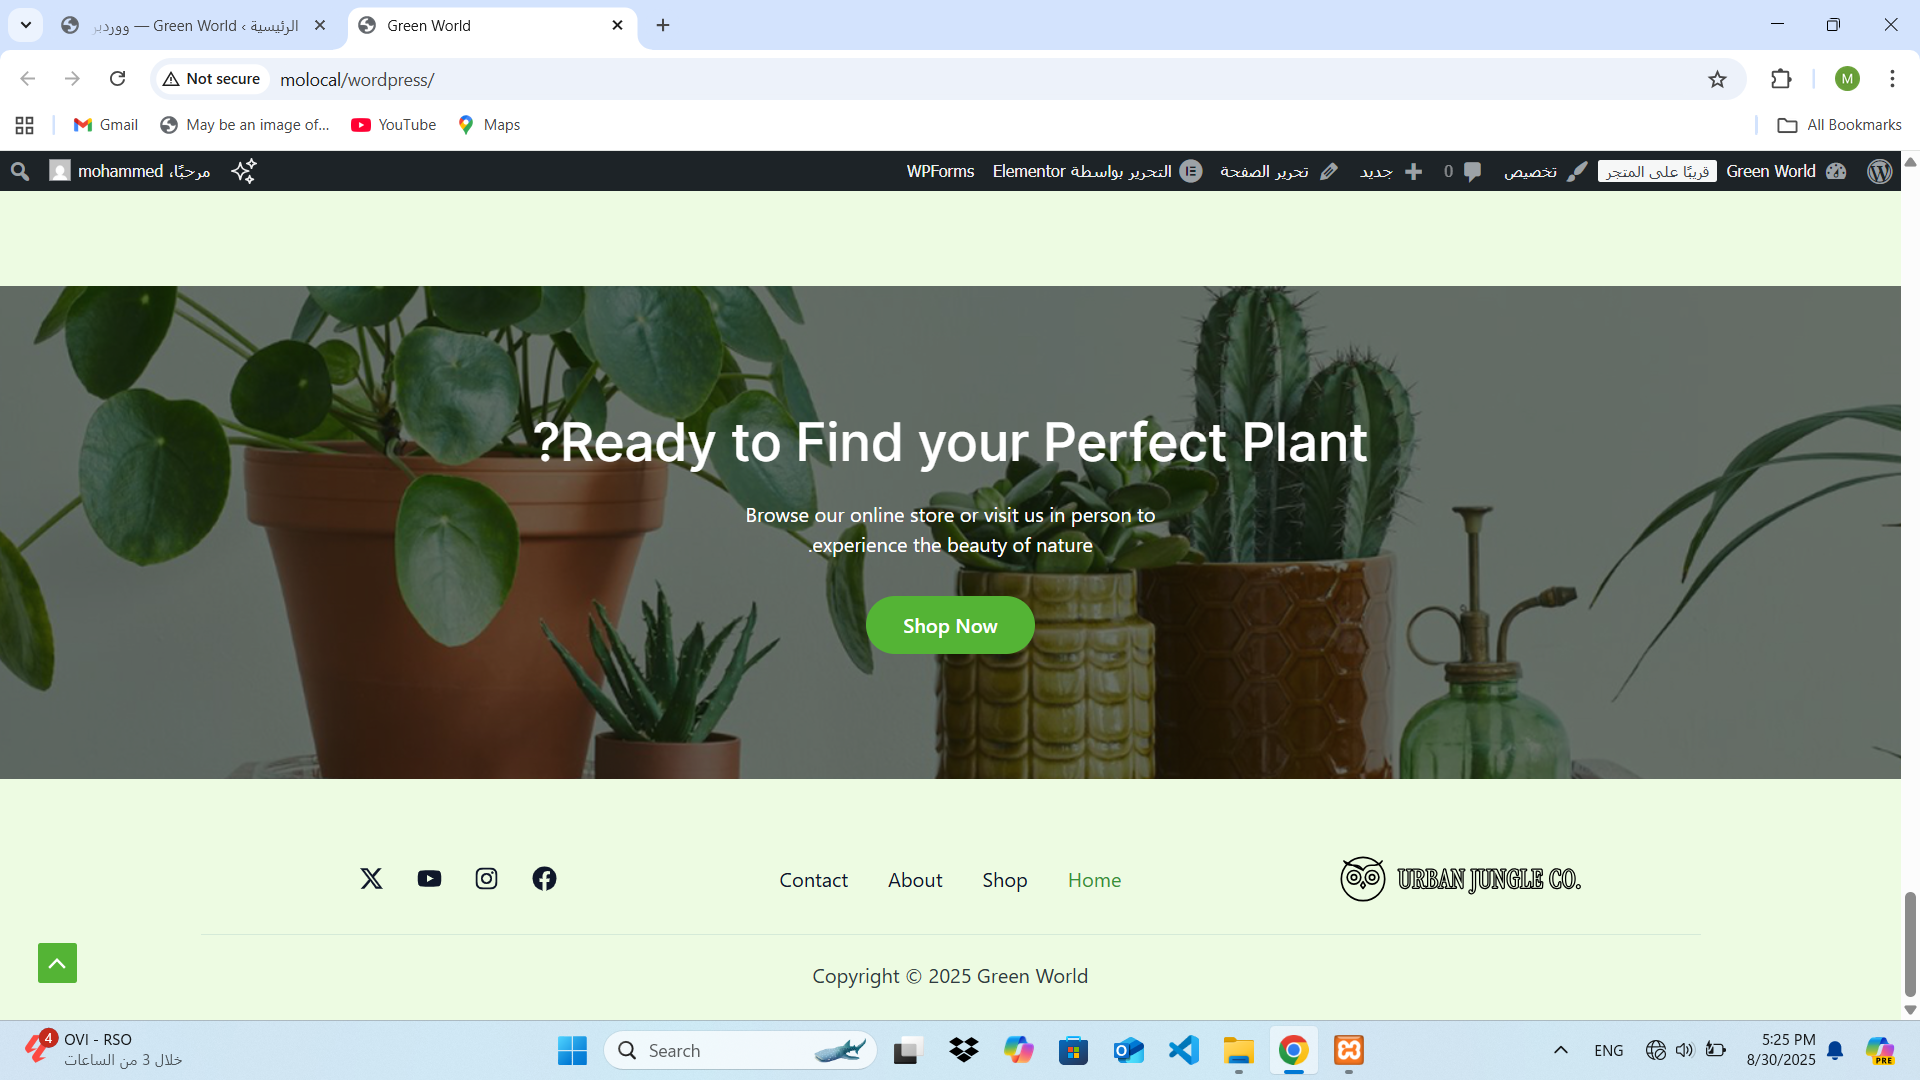 الرئيسية ‹ Green World — ووردبر
Green World
Not secure
molocal/wordpress/
M
Gmail
May be an image of...
YouTube
Maps
All Bookmarks
Green World
قريبًا على المتجر
تخصيص
0
جديد
تحرير الصفحة
التحرير بواسطة Elementor
WPForms
مرحبًا، mohammed
?Ready to Find your Perfect Plant
Browse our online store or visit us in person to
.experience the beauty of nature
Shop Now
Contact
About
Shop
Home
URBAN JUNGLE CO.
Copyright © 2025 Green World
4
OVI - RSO
خلال 3 من الساعات
Search
ENG
5:25 PM
8/30/2025
PRE